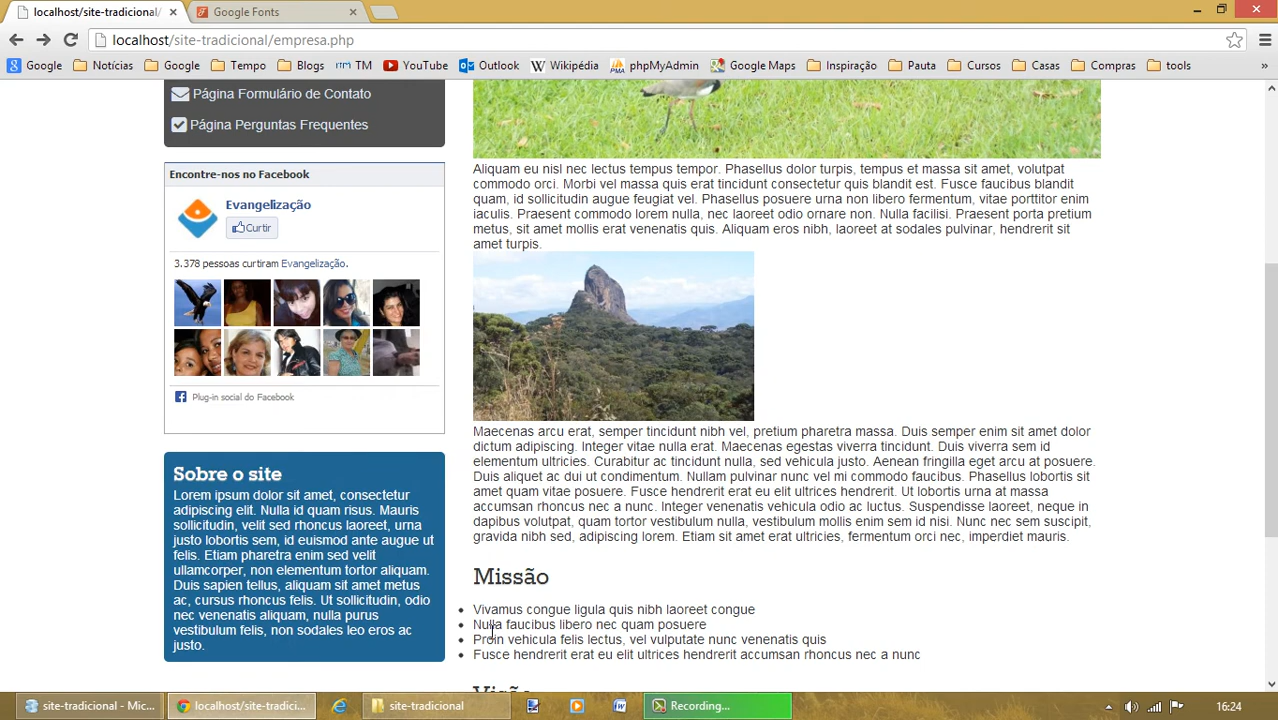 localhost/site-tradicional/
Google Fonts
localhost/site-tradicional/empresa.php
Google
Notícias
Google
Tempo
Blogs
TM
YouTube
Outlook
Wikipédia
phpMyAdmin
Google Maps
Inspiração
Pauta
Cursos
Casas
Compras
tools
»
Página Formulário de Contato
Página Perguntas Frequentes
Encontre-nos no Facebook
Evangelização
Curtir
3.378 pessoas curtiram Evangelização.
Plug-in social do Facebook
Sobre o site
Lorem ipsum dolor sit amet, consectetur
adipiscing elit. Nulla id quam risus. Mauris
sollicitudin, velit sed rhoncus laoreet, urna
justo lobortis sem, id euismod ante augue ut
felis. Etiam pharetra enim sed velit
ullamcorper, non elementum tortor aliquam.
Duis sapien tellus, aliquam sit amet metus
ac, cursus rhoncus felis. Ut sollicitudin, odio
nec venenatis aliquam, nulla purus
vestibulum felis, non sodales leo eros ac
justo.
Aliquam eu nisl nec lectus tempus tempor. Phasellus dolor turpis, tempus et massa sit amet, volutpat
commodo orci. Morbi vel massa quis erat tincidunt consectetur quis blandit est. Fusce faucibus blandit
quam, id sollicitudin augue feugiat vel. Phasellus posuere urna non libero fermentum, vitae porttitor enim
iaculis. Praesent commodo lorem nulla, nec laoreet odio ornare non. Nulla facilisi. Praesent porta pretium
metus, sit amet mollis erat venenatis quis. Aliquam eros nibh, laoreet at sodales pulvinar, hendrerit sit
amet turpis.
Maecenas arcu erat, semper tincidunt nibh vel, pretium pharetra massa. Duis semper enim sit amet dolor
dictum adipiscing. Integer vitae nulla erat. Maecenas egestas viverra tincidunt. Duis viverra sem id
elementum ultricies. Curabitur ac tincidunt nulla, sed vehicula justo. Aenean fringilla eget arcu at posuere.
Duis aliquet ac dui ut condimentum. Nullam pulvinar nunc vel mi commodo faucibus. Phasellus lobortis sit
amet quam vitae posuere. Fusce hendrerit erat eu elit ultrices hendrerit. Ut lobortis urna at massa
accumsan rhoncus nec a nunc. Integer venenatis vehicula odio ac luctus. Suspendisse laoreet, neque in
dapibus volutpat, quam tortor vestibulum nulla, vestibulum mollis enim sem id nisi. Nunc nec sem suscipit,
gravida nibh sed, adipiscing lorem. Etiam sit amet erat ultricies, fermentum orci nec, imperdiet mauris.
Missão
Vivamus congue ligula quis nibh laoreet congue
Nulla faucibus libero nec quam posuere
Proin vehicula felis lectus, vel vulputate nunc venenatis quis
Fusce hendrerit erat eu elit ultrices hendrerit accumsan rhoncus nec a nunc
Visão
site-tradicional - Mic...
localhost/site-tradici...
site-tradicional
Recording...
16:24